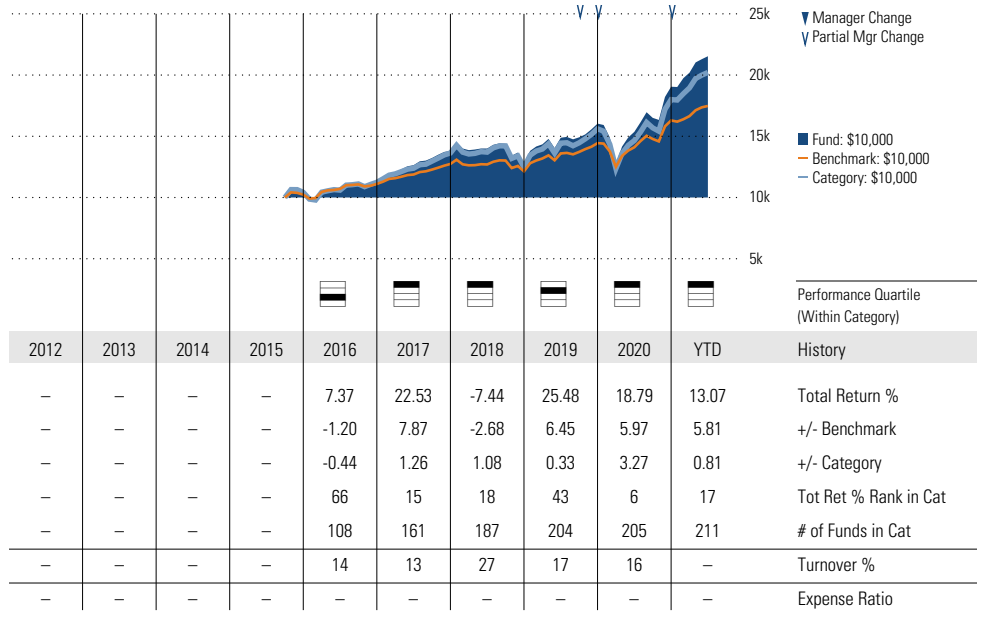 25k
Manager Change
Partial Mgr Change
20k
15k
Fund: $10,000
Benchmark: $10,000
Category: $10,000
10k
5k
Performance Quartile
(Within Category)
2012 2013 2014 2015 2016 2017 2018 2019 2020 YTD History
– – – – 7.37 22.53 -7.44 25.48 18.79 13.07 Total Return %
– – – – -1.20 7.87 -2.68 6.45 5.97 5.81 +/- Benchmark
– – – – -0.44 1.26 1.08 0.33 3.27 0.81 +/- Category
– – – – 66 15 18 43 6 17 Tot Ret % Rank in Cat
– – – – 108 161 187 204 205 211 # of Funds in Cat
– – – – 14 13 27 17 16 – Turnover %
– – – – – – – – – – Expense Ratio